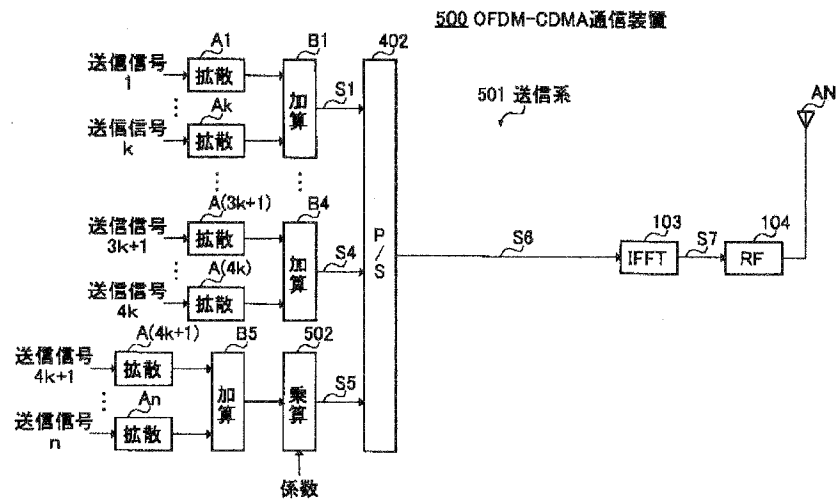 500 OFDM-CDMA通信装置
A1
B1
402
送信信号
1
拡散
加算
S1
501 送信系
AN
Ak
送信信号
k
拡散
A(3k+1)
B4
送信信号
3k+1
拡散
加算
S4
P/S
S6
103
IFFT
S7
104
RF
A(4k)
送信信号
4k
拡散
A(4k+1)
B5
502
送信信号
4k+1
拡散
加算
乗算
S5
An
送信信号
n
拡散
係数